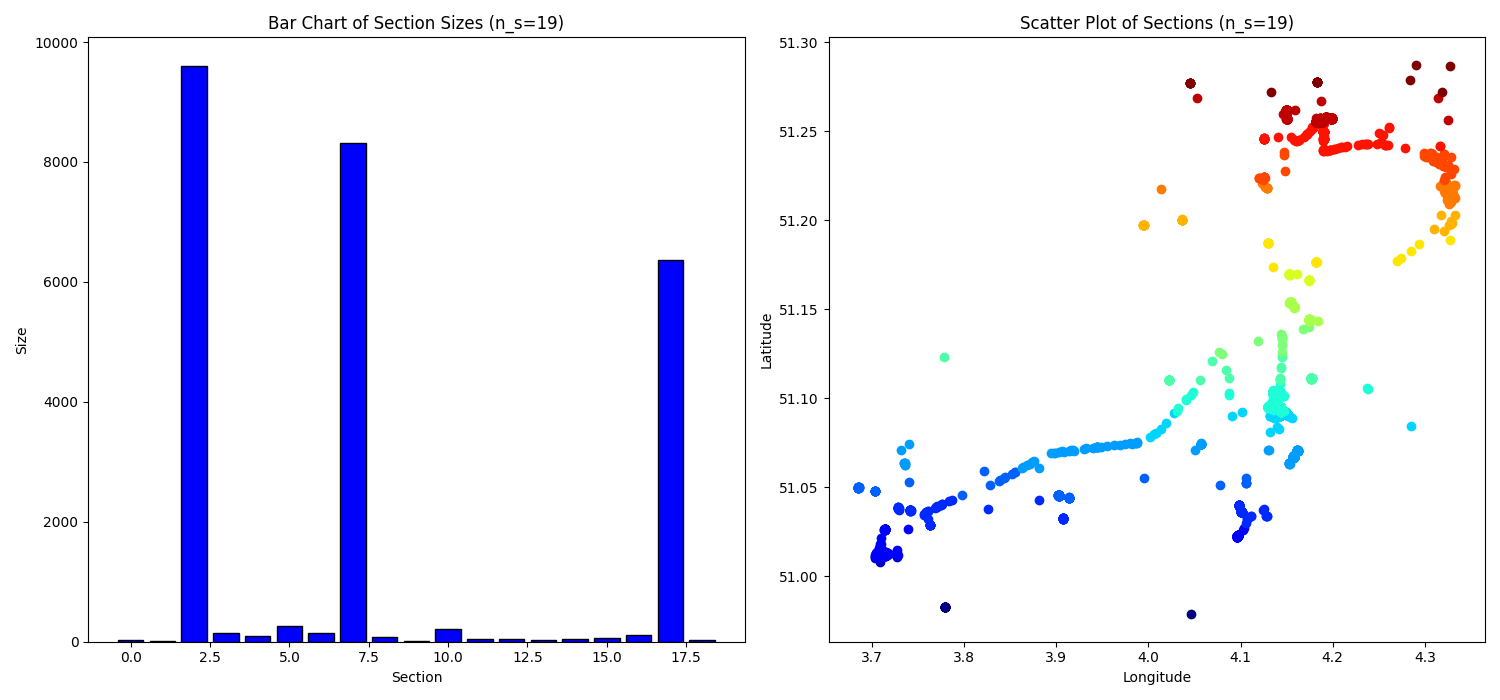 Bar Chart of Section Sizes (n_s=19)
10000
8000
6000
4000
2000
0
Size
0.0 2.5 5.0 7.5 10.0 12.5 15.0 17.5
Section
Scatter Plot of Sections (n_s=19)
51.30
51.25
51.20
51.15
51.10
51.05
51.00
Latitude
3.7 3.8 3.9 4.0 4.1 4.2 4.3
Longitude